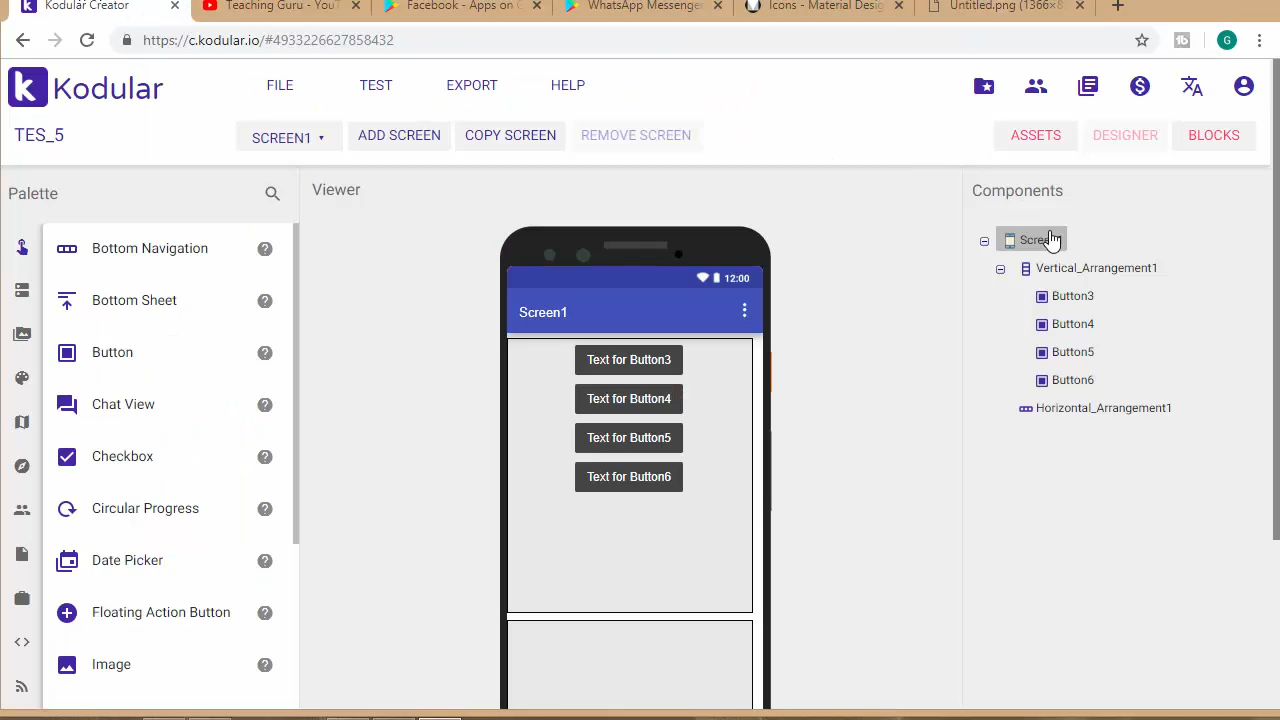 Kodular Creator
Teaching Guru - YouT
Facebook - Apps on G
WhatsApp Messenger
Icons - Material Desig
Untitled.png (1366×8
https://c.kodular.io/#4933226627858432
G
Kodular
FILE
TEST
EXPORT
HELP
TES_5
SCREEN1
ADD SCREEN
COPY SCREEN
REMOVE SCREEN
ASSETS
DESIGNER
BLOCKS
Palette
Viewer
Components
Bottom Navigation
Bottom Sheet
Button
Chat View
Checkbox
Circular Progress
Date Picker
Floating Action Button
Image
12:00
Screen1
Text for Button3
Text for Button4
Text for Button5
Text for Button6
Vertical_Arrangement1
Button3
Button4
Button5
Button6
Horizontal_Arrangement1